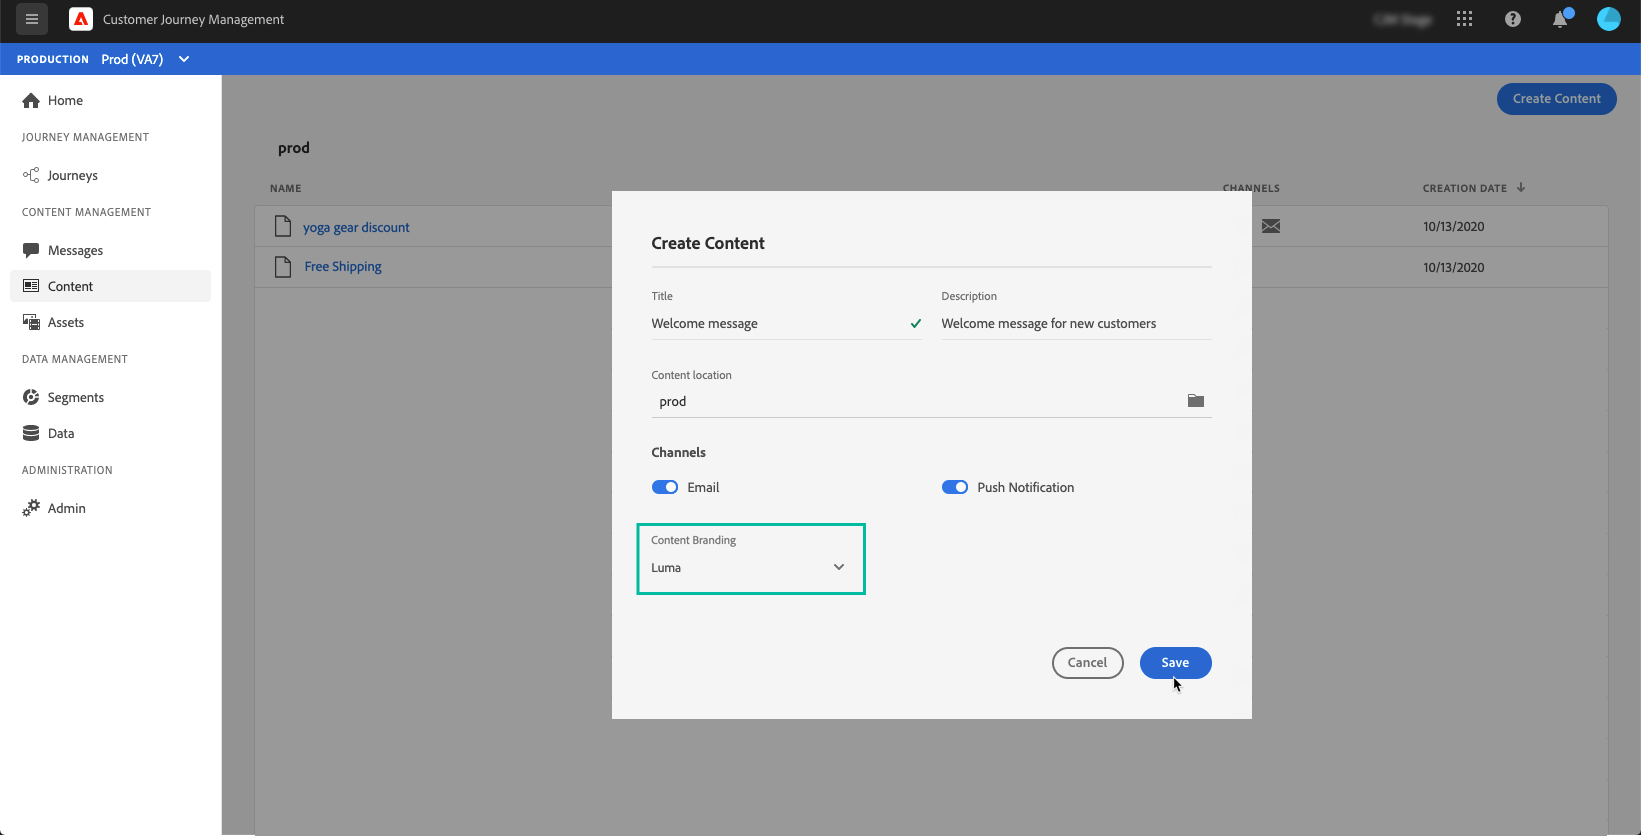 Customer Journey Management
PRODUCTION Prod (VA7)
Home
JOURNEY MANAGEMENT
Journeys
CONTENT MANAGEMENT
Messages
Content
Assets
DATA MANAGEMENT
Segments
Data
ADMINISTRATION
Admin
Create Content
prod
NAME CHANNELS CREATION DATE
yoga gear discount 10/13/2020
Free Shipping 10/13/2020
Create Content
Title Description
Welcome message Welcome message for new customers
Content location
prod
Channels
Email Push Notification
Content Branding
Luma
Cancel Save